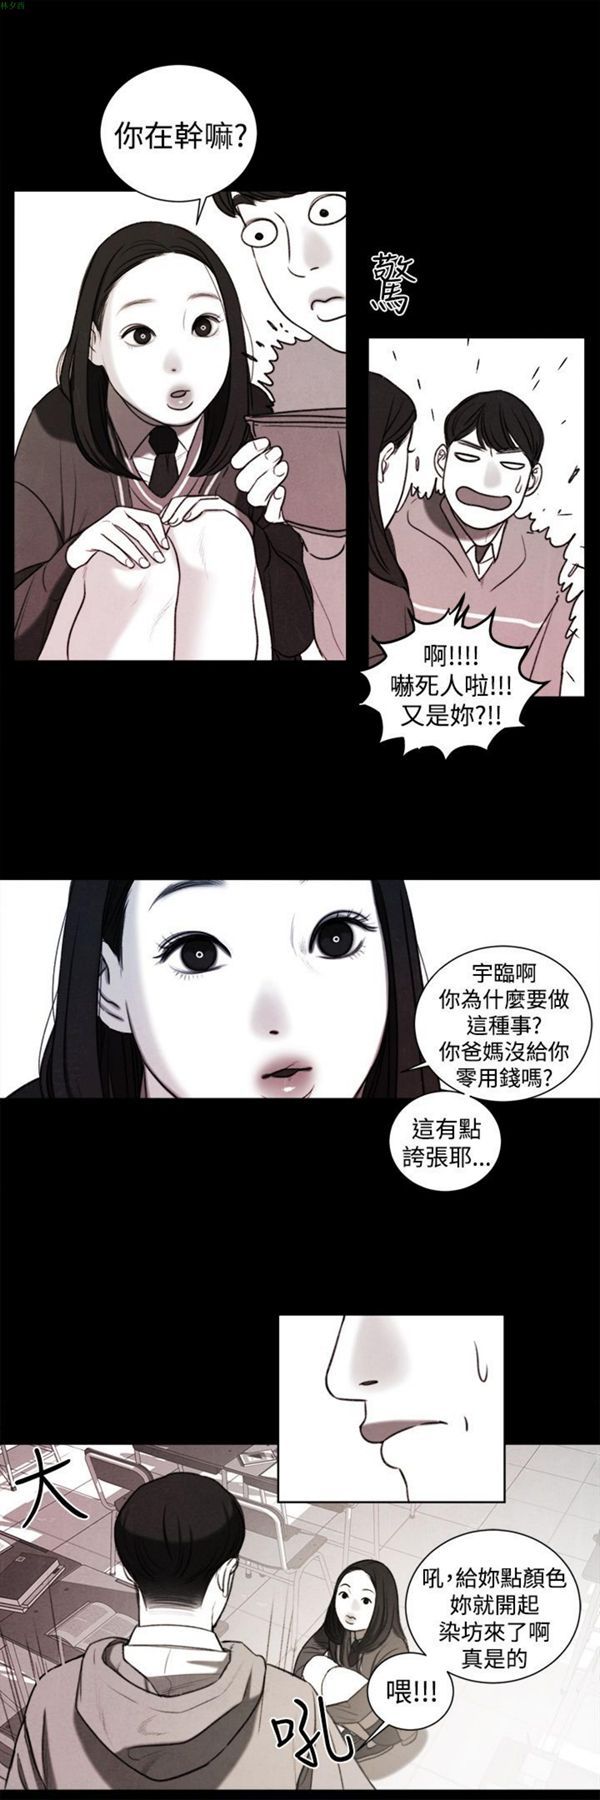 林夕西
你在幹嘛?
驚
啊!!!!
嚇死人啦!!!
又是妳?!!
宇臨啊
你為什麼要做
這種事?
你爸媽沒給你
零用錢嗎?
這有點
誇張耶...
大
吼,給妳點顏色
妳就開起
染坊來了啊
真是的
喂!!!
吼